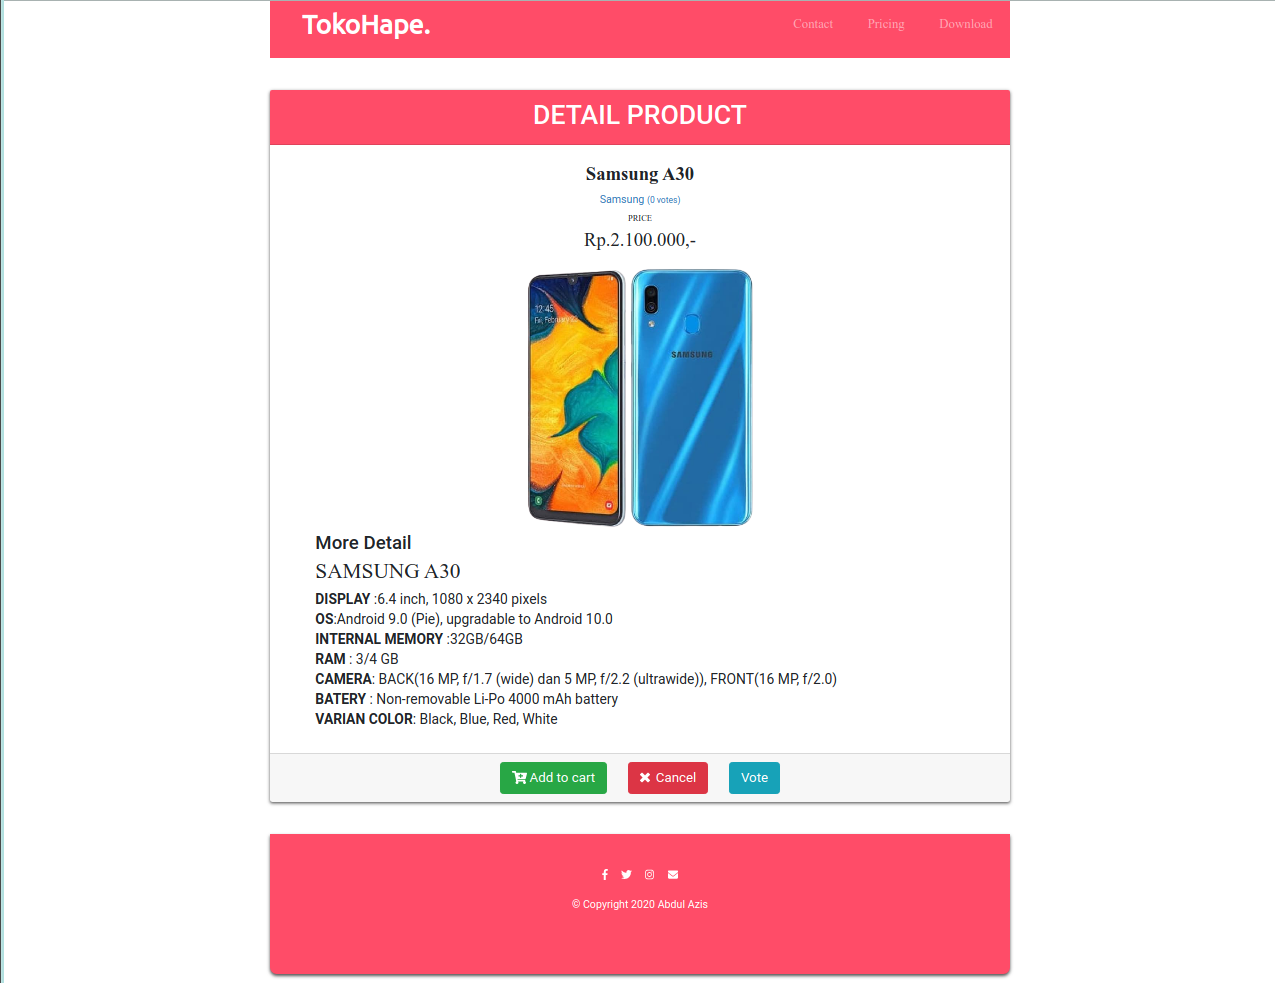 TokoHape.
Contact Pricing Download
DETAIL PRODUCT
Samsung A30
Samsung (0 votes)
PRICE
Rp.2.100.000,-
12:45
Fri, February
SAMSUNG
More Detail
SAMSUNG A30
DISPLAY :6.4 inch, 1080 x 2340 pixels
OS:Android 9.0 (Pie), upgradable to Android 10.0
INTERNAL MEMORY :32GB/64GB
RAM : 3/4 GB
CAMERA: BACK(16 MP, f/1.7 (wide) dan 5 MP, f/2.2 (ultrawide)), FRONT(16 MP, f/2.0)
BATERY : Non-removable Li-Po 4000 mAh battery
VARIAN COLOR: Black, Blue, Red, White
Add to cart Cancel Vote
© Copyright 2020 Abdul Azis